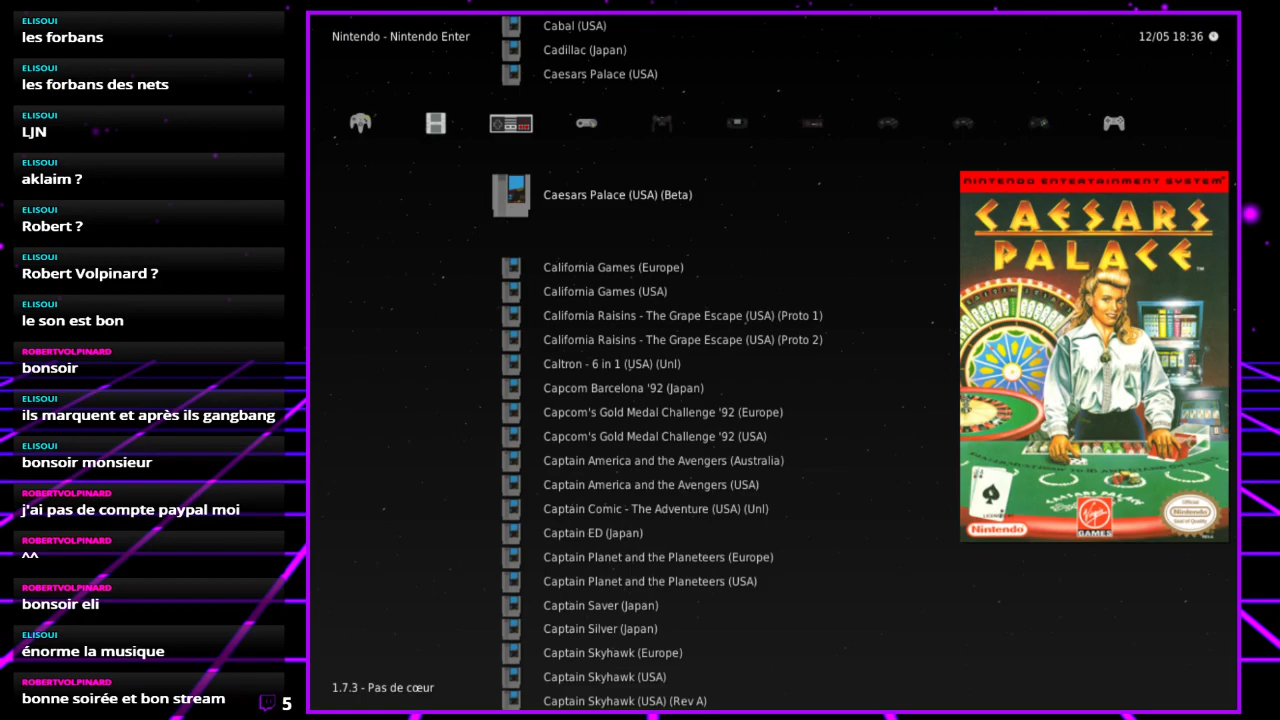 ELISOUI
les forbans
ELISOUI
les forbans des nets
ELISOUI
LJN
ELISOUI
aklaim ?
ELISOUI
Robert ?
ELISOUI
Robert Volpinard ?
ELISOUI
le son est bon
ROBERTVOLPINARD
bonsoir
ELISOUI
ils marquent et après ils gangbang
ELISOUI
bonsoir monsieur
ROBERTVOLPINARD
j'ai pas de compte paypal moi
ROBERTVOLPINARD
^^
ROBERTVOLPINARD
bonsoir eli
ELISOUI
énorme la musique
ROBERTVOLPINARD
bonne soirée et bon stream
5
Nintendo - Nintendo Enter
12/05 18:36
Cabal (USA)
Cadillac (Japan)
Caesars Palace (USA)
Caesars Palace (USA) (Beta)
California Games (Europe)
California Games (USA)
California Raisins - The Grape Escape (USA) (Proto 1)
California Raisins - The Grape Escape (USA) (Proto 2)
Caltron - 6 in 1 (USA) (Unl)
Capcom Barcelona '92 (Japan)
Capcom's Gold Medal Challenge '92 (Europe)
Capcom's Gold Medal Challenge '92 (USA)
Captain America and the Avengers (Australia)
Captain America and the Avengers (USA)
Captain Comic - The Adventure (USA) (Unl)
Captain ED (Japan)
Captain Planet and the Planeteers (Europe)
Captain Planet and the Planeteers (USA)
Captain Saver (Japan)
Captain Silver (Japan)
Captain Skyhawk (Europe)
Captain Skyhawk (USA)
Captain Skyhawk (USA) (Rev A)
1.7.3 - Pas de cœur
NINTENDO ENTERTAINMENT SYSTEM
CAESARS
PALACE™
CAESARS PALACE
Nintendo
Virgin
GAMES
Official
Nintendo
Seal of Quality